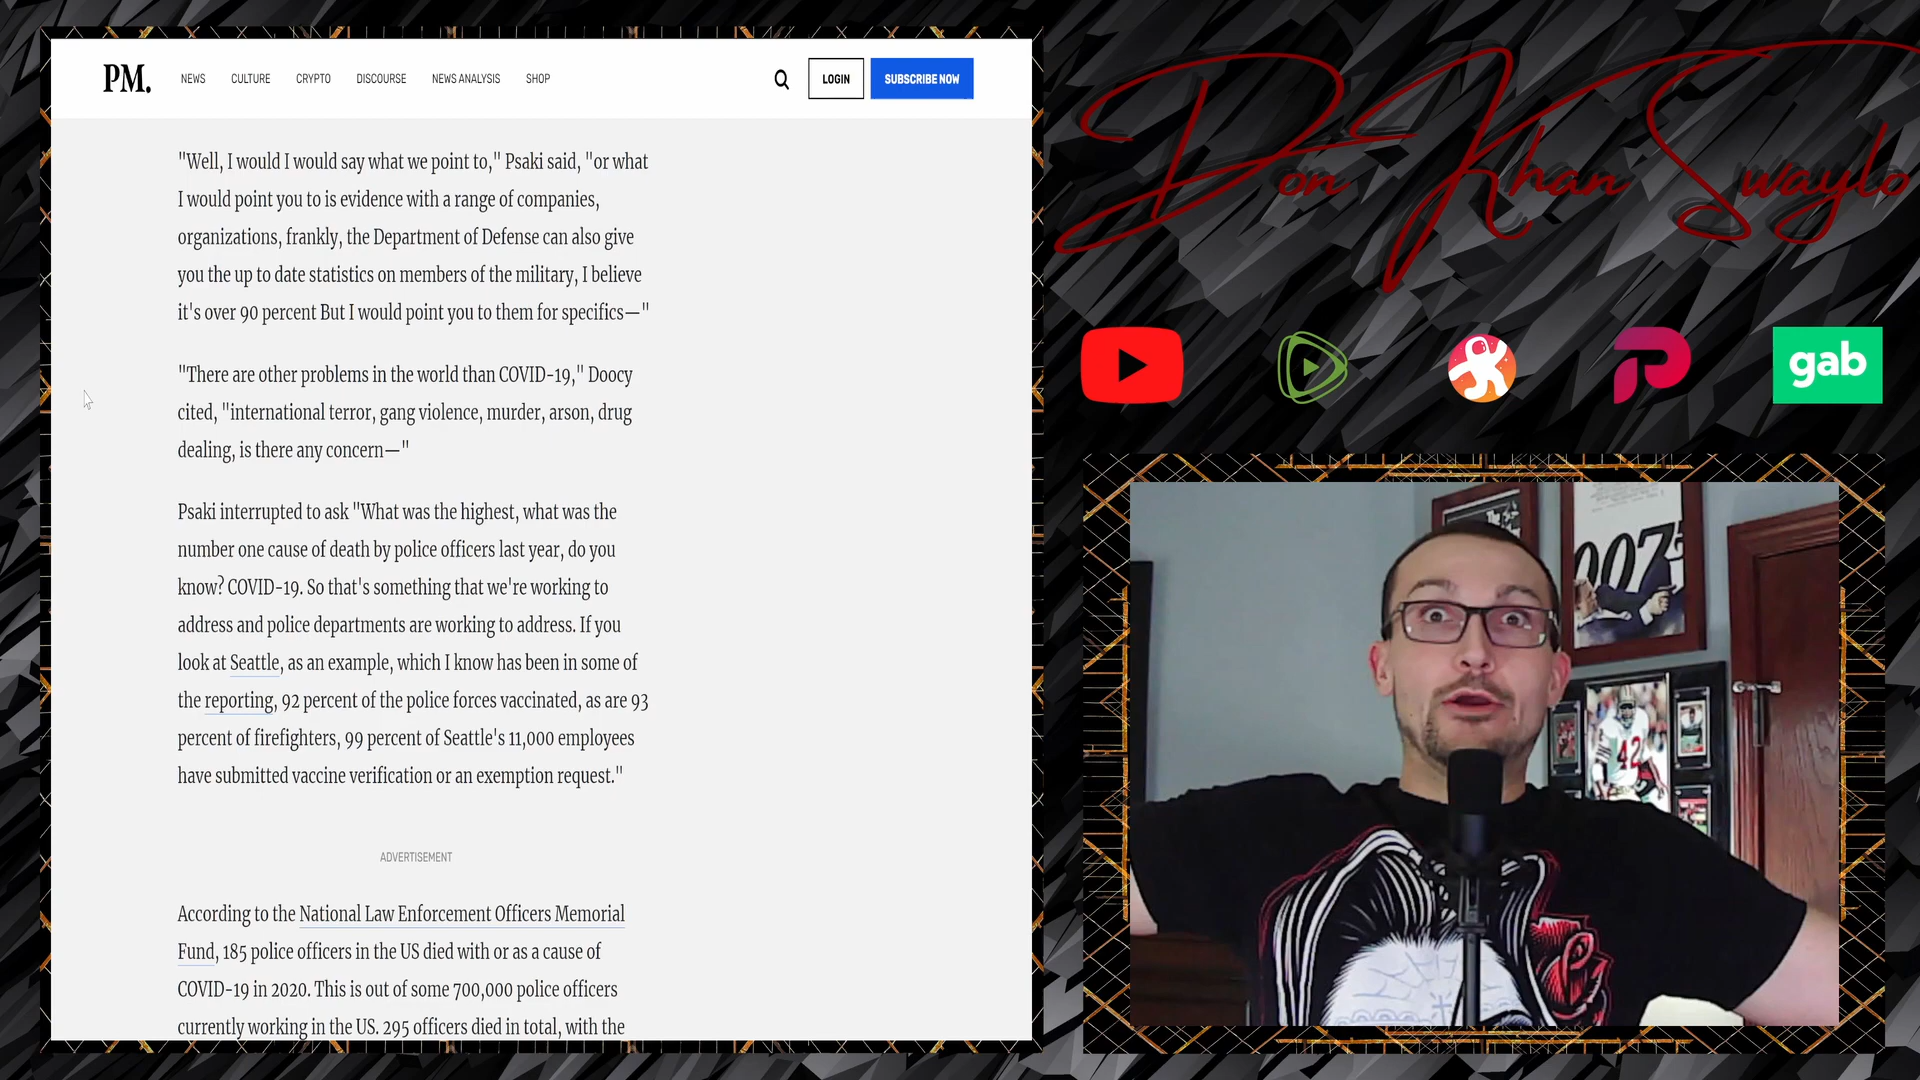 PM.
NEWS CULTURE CRYPTO DISCOURSE NEWS ANALYSIS SHOP
LOGIN
SUBSCRIBE NOW
"Well, I would I would say what we point to," Psaki said, "or what
I would point you to is evidence with a range of companies,
organizations, frankly, the Department of Defense can also give
you the up to date statistics on members of the military, I believe
it's over 90 percent But I would point you to them for specifics—"
"There are other problems in the world than COVID-19," Doocy
cited, "international terror, gang violence, murder, arson, drug
dealing, is there any concern—"
Psaki interrupted to ask "What was the highest, what was the
number one cause of death by police officers last year, do you
know? COVID-19. So that's something that we're working to
address and police departments are working to address. If you
look at Seattle, as an example, which I know has been in some of
the reporting, 92 percent of the police forces vaccinated, as are 93
percent of firefighters, 99 percent of Seattle's 11,000 employees
have submitted vaccine verification or an exemption request."
ADVERTISEMENT
According to the National Law Enforcement Officers Memorial
Fund, 185 police officers in the US died with or as a cause of
COVID-19 in 2020. This is out of some 700,000 police officers
currently working in the US. 295 officers died in total, with the
Don Khan Swaylo
gab
The
007
42